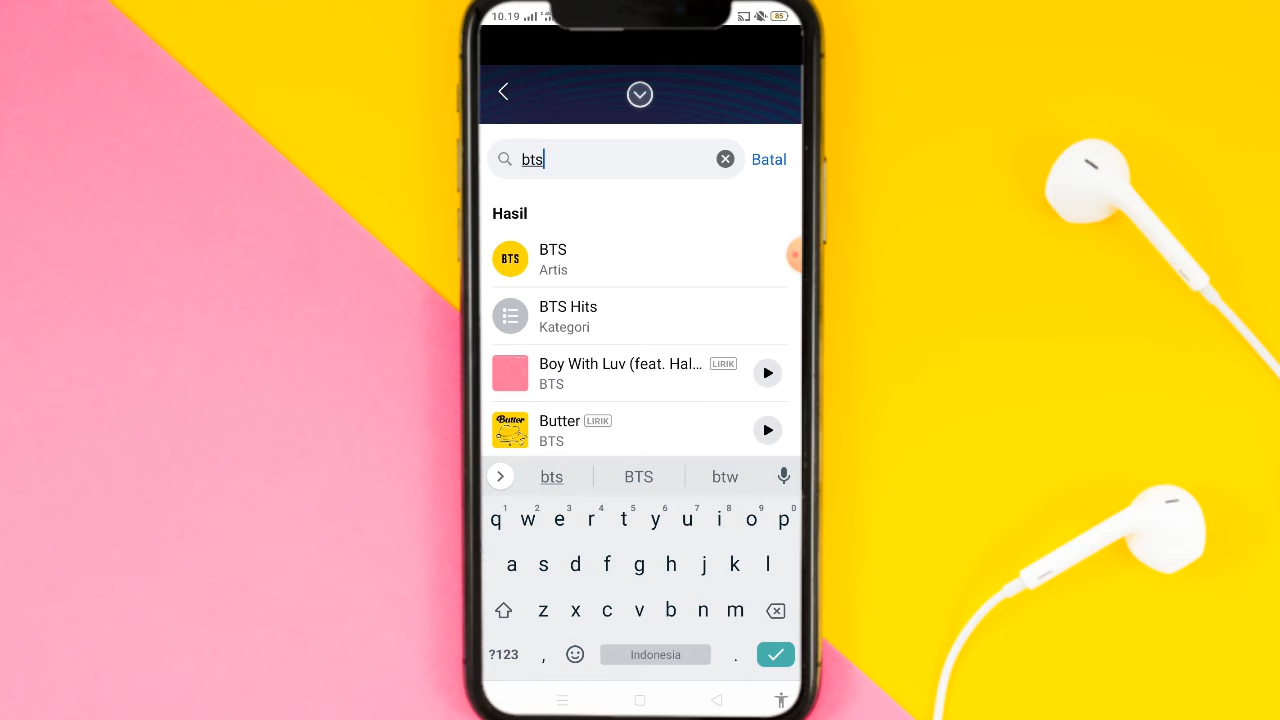 10.19
85
bts
Batal
Hasil
BTS
BTS
Artis
BTS Hits
Kategori
Boy With Luv (feat. Hal... LIRIK
BTS
Butter
Butter LIRIK
BTS
bts BTS btw
1 2 3 4 5 6 7 8 9 0
q w e r t y u i o p
a s d f g h j k l
z x c v b n m
?123 , Indonesia .